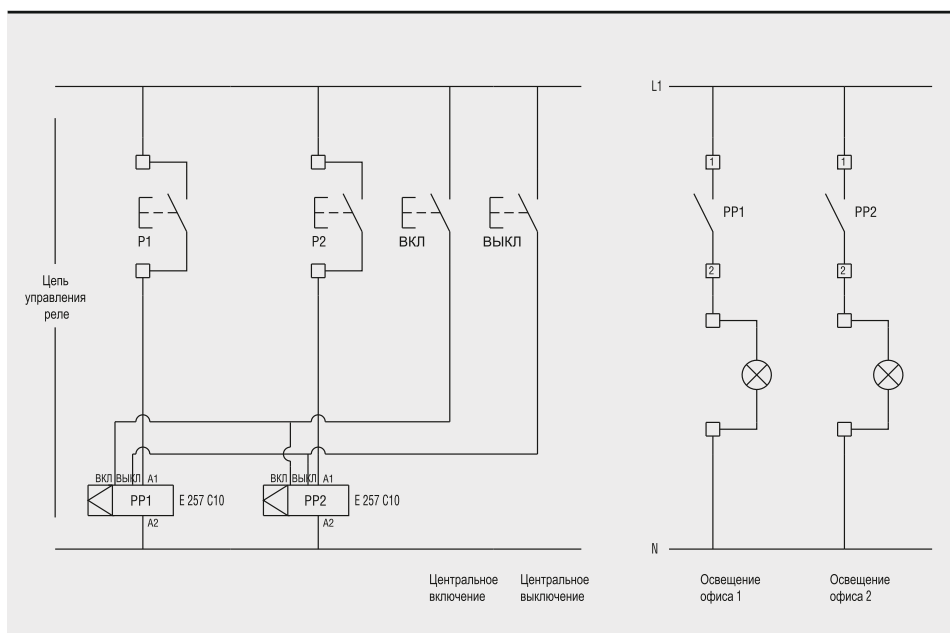 L1
1
1
PP1
PP2
P1
P2
ВКЛ
ВЫКЛ
2
2
Цепь
управления
реле
ВКЛ ВЫКЛ A1
ВКЛ ВЫКЛ A1
PP1
E 257 C10
PP2
E 257 C10
A2
A2
N
Центральное
включение
Центральное
выключение
Освещение
офиса 1
Освещение
офиса 2